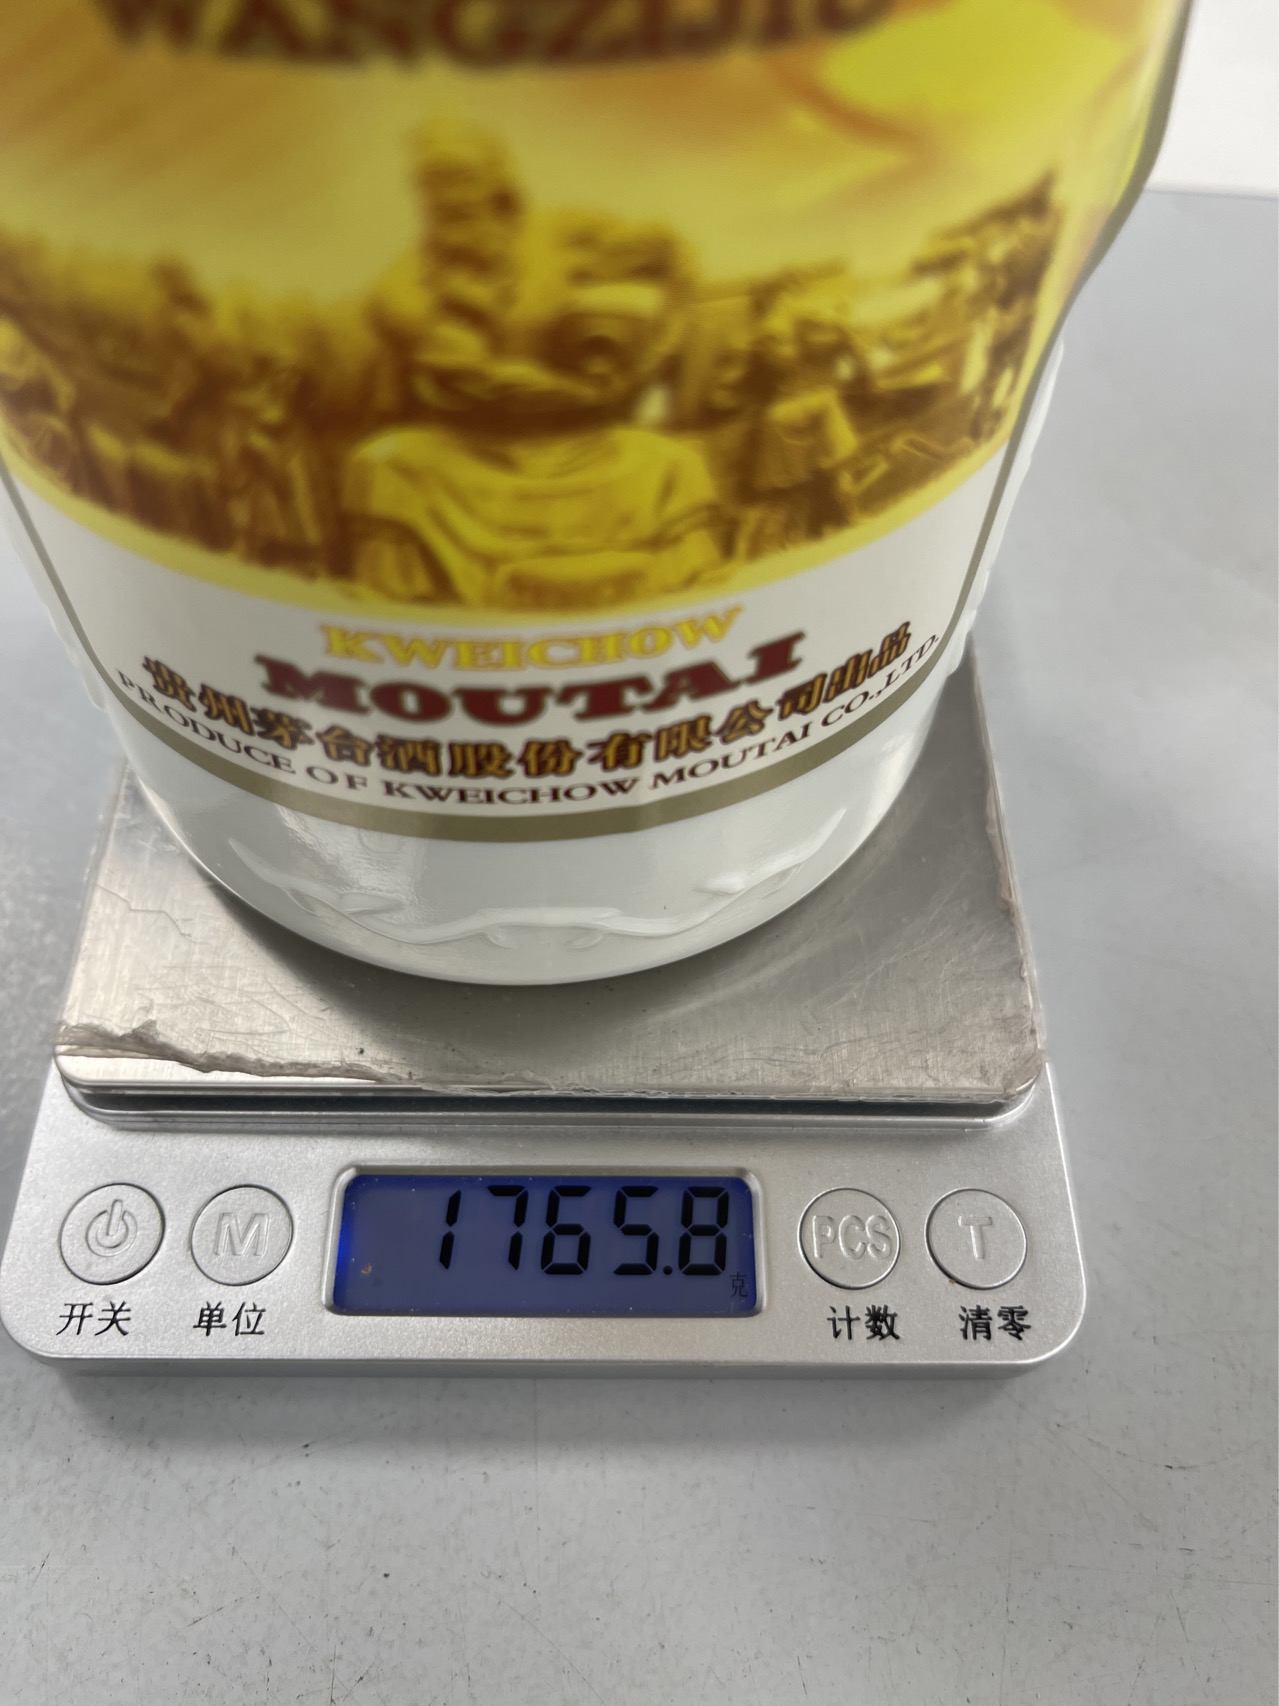 WANGZIJIU
KWEICHOW
MOUTAI
贵州茅台酒股份有限公司出品
PRODUCE OF KWEICHOW MOUTAI CO.,LTD.
1765.8
克
M
PCS
T
开关
单位
计数
清零